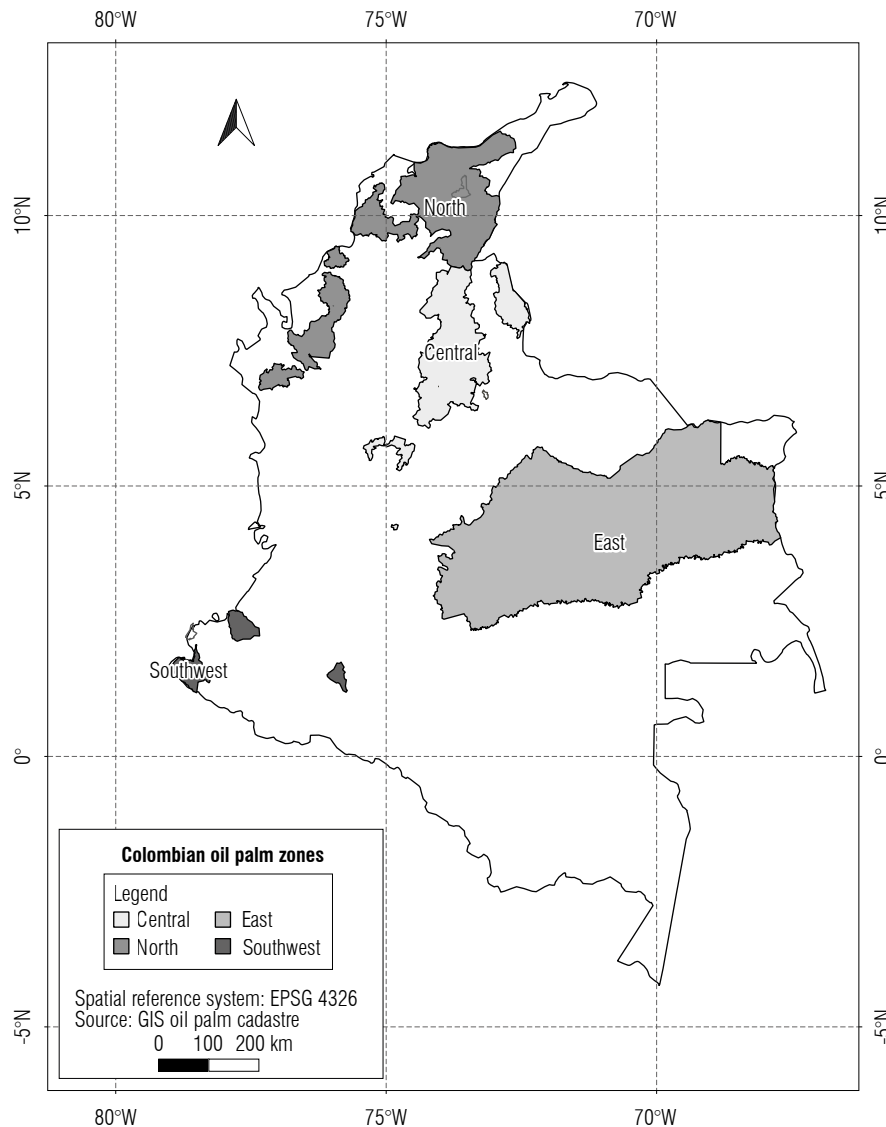 80°W 75°W 70°W
10°N 10°N
North
Central
5°N 5°N
East
Southwest
0° 0°
Colombian oil palm zones
Legend
Central East
North Southwest
Spatial reference system: EPSG 4326
Source: GIS oil palm cadastre
0 100 200 km
-5°N -5°N
80°W 75°W 70°W